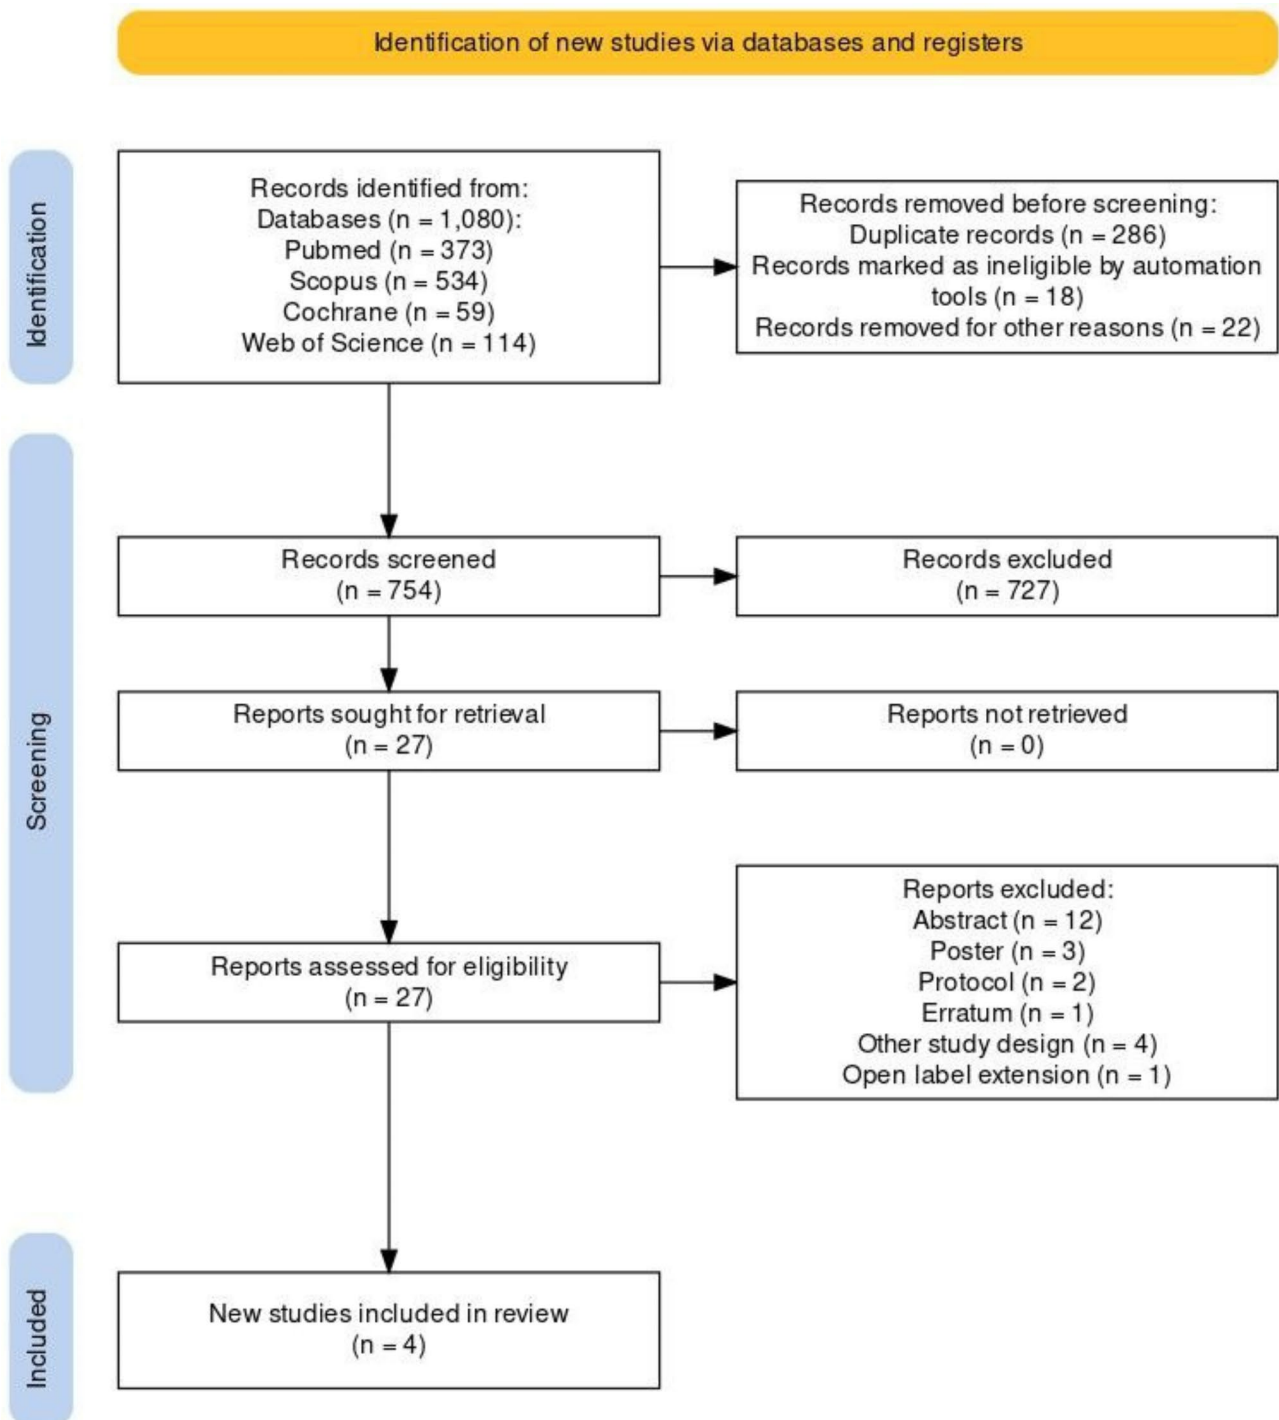 Identification of new studies via databases and registers
Identification
Records identified from:
Databases (n = 1,080):
Pubmed (n = 373)
Scopus (n = 534)
Cochrane (n = 59)
Web of Science (n = 114)
Records removed before screening:
Duplicate records (n = 286)
Records marked as ineligible by automation
tools (n = 18)
Records removed for other reasons (n = 22)
Screening
Records screened
(n = 754)
Records excluded
(n = 727)
Reports sought for retrieval
(n = 27)
Reports not retrieved
(n = 0)
Reports assessed for eligibility
(n = 27)
Reports excluded:
Abstract (n = 12)
Poster (n = 3)
Protocol (n = 2)
Erratum (n = 1)
Other study design (n = 4)
Open label extension (n = 1)
Included
New studies included in review
(n = 4)